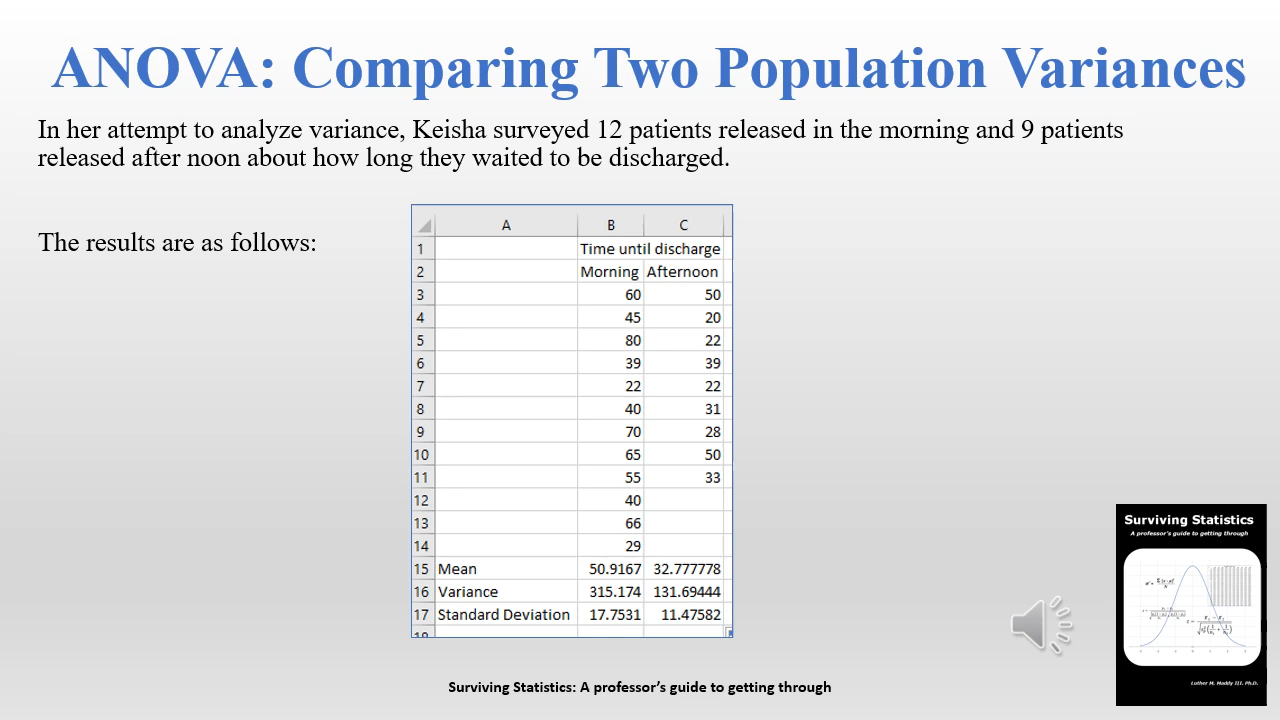 ANOVA: Comparing Two Population Variances
In her attempt to analyze variance, Keisha surveyed 12 patients released in the morning and 9 patients
released after noon about how long they waited to be discharged.
The results are as follows:
A B C
1 Time until discharge
2 Morning Afternoon
3 60 50
4 45 20
5 80 22
6 39 39
7 22 22
8 40 31
9 70 28
10 65 50
11 55 33
12 40
13 66
14 29
15 Mean 50.9167 32.777778
16 Variance 315.174 131.69444
17 Standard Deviation 17.7531 11.47582
Surviving Statistics
A professor's guide to getting through
Luther M. Maddy III. Ph.D.
Surviving Statistics: A professor’s guide to getting through